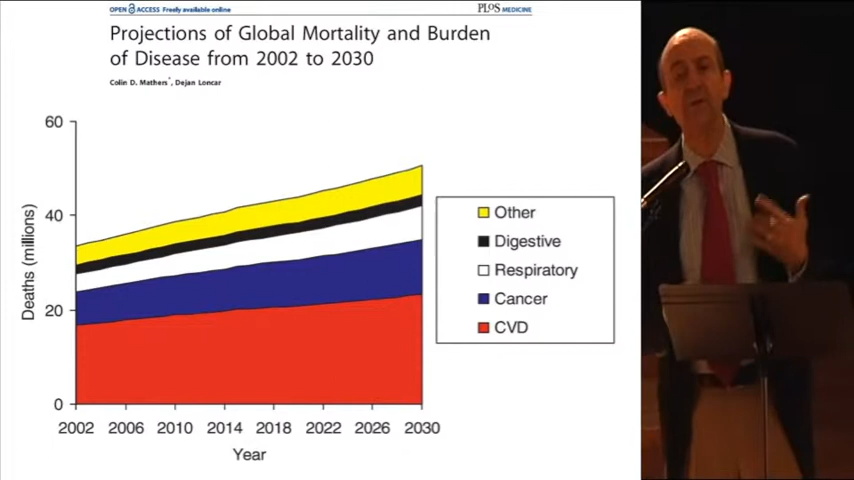 OPEN ACCESS Freely available online
PLoS MEDICINE
Projections of Global Mortality and Burden
of Disease from 2002 to 2030
Colin D. Mathers*, Dejan Loncar
60
40
20
0
Deaths (millions)
Other
Digestive
Respiratory
Cancer
CVD
2002 2006 2010 2014 2018 2022 2026 2030
Year